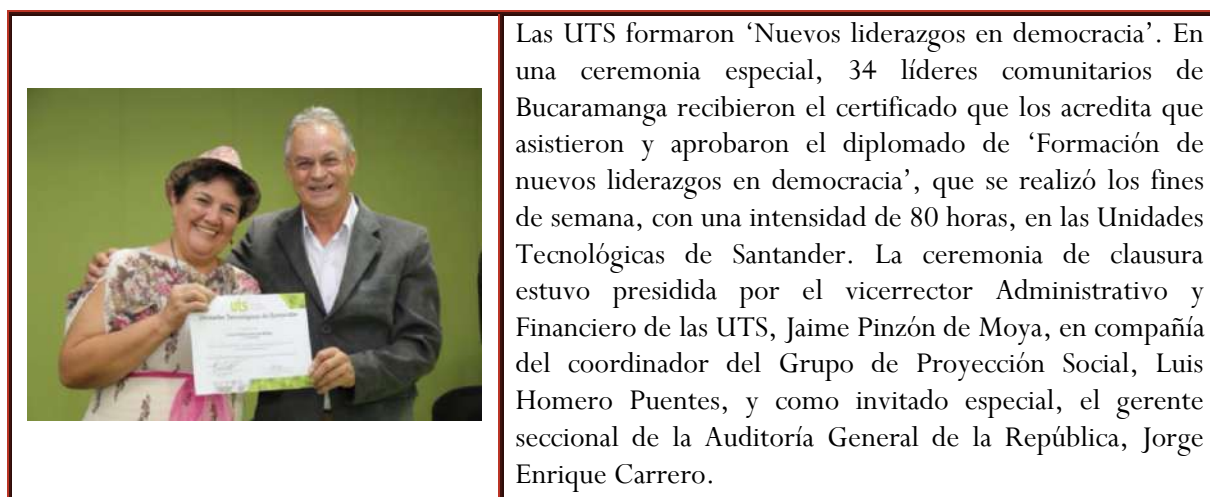 Las UTS formaron ‘Nuevos liderazgos en democracia’. En
una ceremonia especial, 34 líderes comunitarios de
Bucaramanga recibieron el certificado que los acredita que
asistieron y aprobaron el diplomado de ‘Formación de
nuevos liderazgos en democracia’, que se realizó los fines
de semana, con una intensidad de 80 horas, en las Unidades
Tecnológicas de Santander. La ceremonia de clausura
estuvo presidida por el vicerrector Administrativo y
Financiero de las UTS, Jaime Pinzón de Moya, en compañía
del coordinador del Grupo de Proyección Social, Luis
Homero Puentes, y como invitado especial, el gerente
seccional de la Auditoría General de la República, Jorge
Enrique Carrero.
uts
Unidades Tecnológicas de Santander